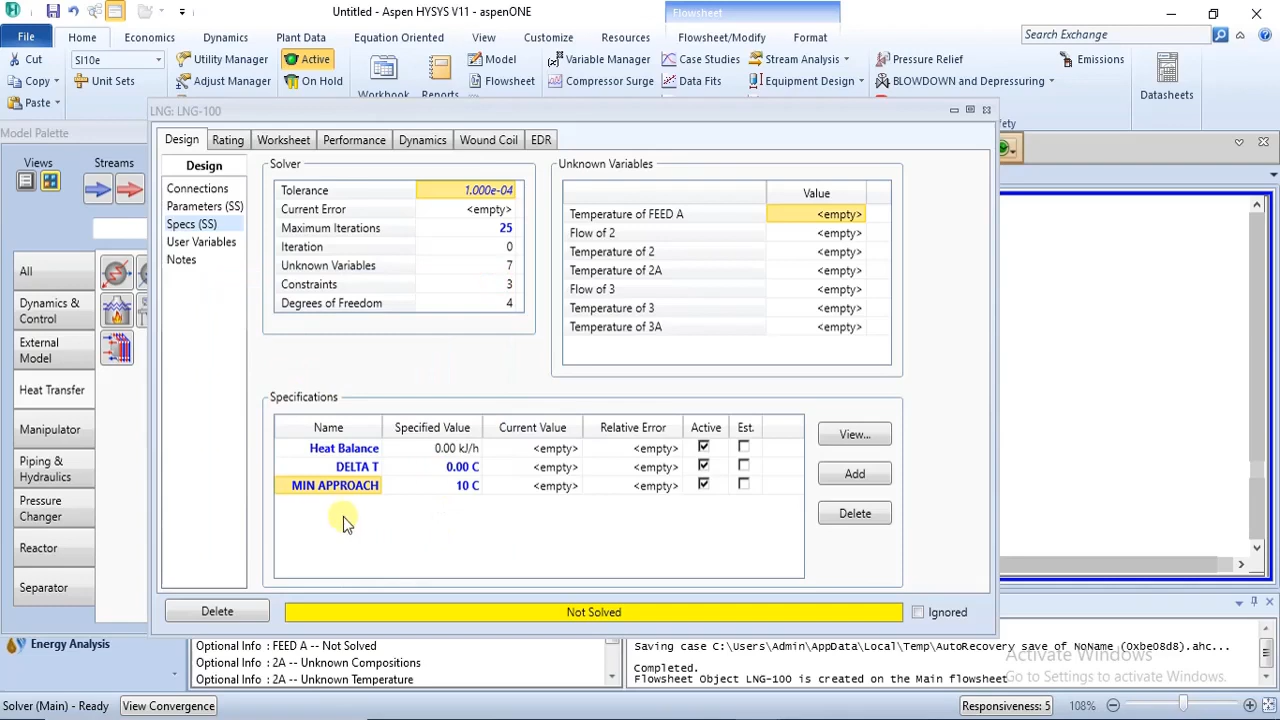 Untitled - Aspen HYSYS V11 - aspenONE
Flowsheet
File
Home
Economics
Dynamics
Plant Data
Equation Oriented
View
Customize
Resources
Flowsheet/Modify
Format
Search Exchange
Cut
SI10e
Utility Manager
Active
Model
Variable Manager
Case Studies
Stream Analysis
Pressure Relief
Emissions
Copy
Unit Sets
Adjust Manager
On Hold
Workbook
Reports
Flowsheet
Compressor Surge
Data Fits
Equipment Design
BLOWDOWN and Depressuring
Datasheets
Paste
LNG: LNG-100
Model Palette
Design
Rating
Worksheet
Performance
Dynamics
Wound Coil
EDR
Views
Streams
Design
Connections
Parameters (SS)
Specs (SS)
User Variables
Notes
Solver
Tolerance 1.000e-04
Current Error <empty>
Maximum Iterations 25
Iteration 0
Unknown Variables 7
Constraints 3
Degrees of Freedom 4
Unknown Variables
Value
Temperature of FEED A <empty>
Flow of 2 <empty>
Temperature of 2 <empty>
Temperature of 2A <empty>
Flow of 3 <empty>
Temperature of 3 <empty>
Temperature of 3A <empty>
All
Dynamics &
Control
External
Model
Heat Transfer
Manipulator
Piping &
Hydraulics
Pressure
Changer
Reactor
Separator
Specifications
Name Specified Value Current Value Relative Error Active Est.
Heat Balance 0.00 kJ/h <empty> <empty>
DELTA T 0.00 C <empty> <empty>
MIN APPROACH 10 C <empty> <empty>
View...
Add
Delete
Delete
Not Solved
Ignored
Energy Analysis
Optional Info : FEED A -- Not Solved
Optional Info : 2A -- Unknown Compositions
Optional Info : 2A -- Unknown Temperature
Saving case C:\Users\Admin\AppData\Local\Temp\AutoRecovery save of NoName (0xbe08d8).ahc...
Completed.
Flowsheet Object LNG-100 is created on the Main flowsheet
Activate Windows
Go to Settings to activate Windows.
Solver (Main) - Ready
View Convergence
Responsiveness: 5
108%